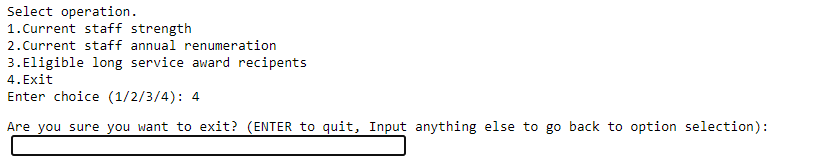 Select operation.
1.Current staff strength
2.Current staff annual renumeration
3.Eligible long service award recipents
4.Exit
Enter choice (1/2/3/4): 4
Are you sure you want to exit? (ENTER to quit, Input anything else to go back to option selection):